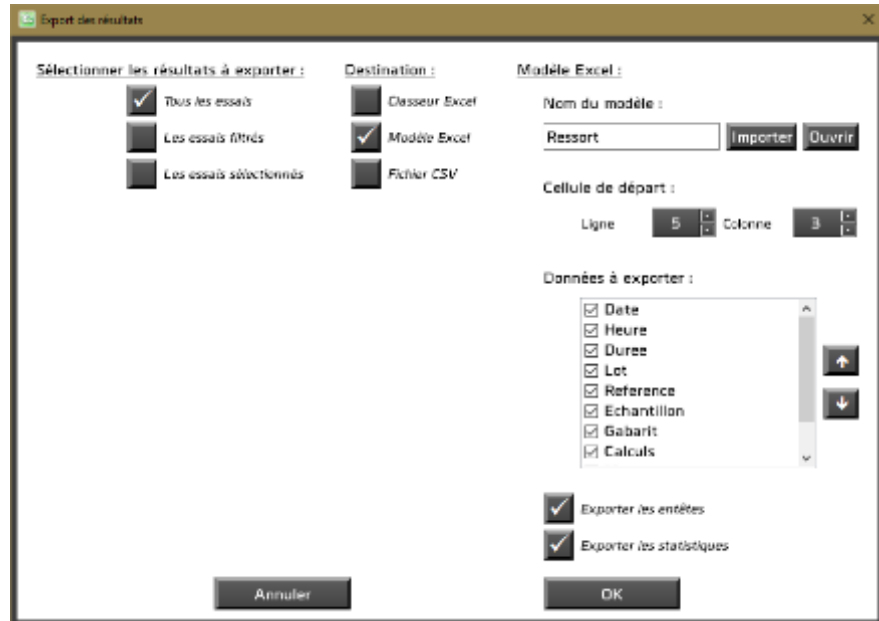 Export des résultats
Sélectionner les résultats à exporter :
Tous les essais
Les essais filtrés
Les essais sélectionnés
Destination :
Classeur Excel
Modèle Excel
Fichier CSV
Modèle Excel :
Nom du modèle :
Ressort Importer Ouvrir
Cellule de départ :
Ligne 5 Colonne 3
Données à exporter :
Date
Heure
Duree
Lot
Reference
Echantillon
Gabarit
Calculs
Exporter les entêtes
Exporter les statistiques
Annuler OK